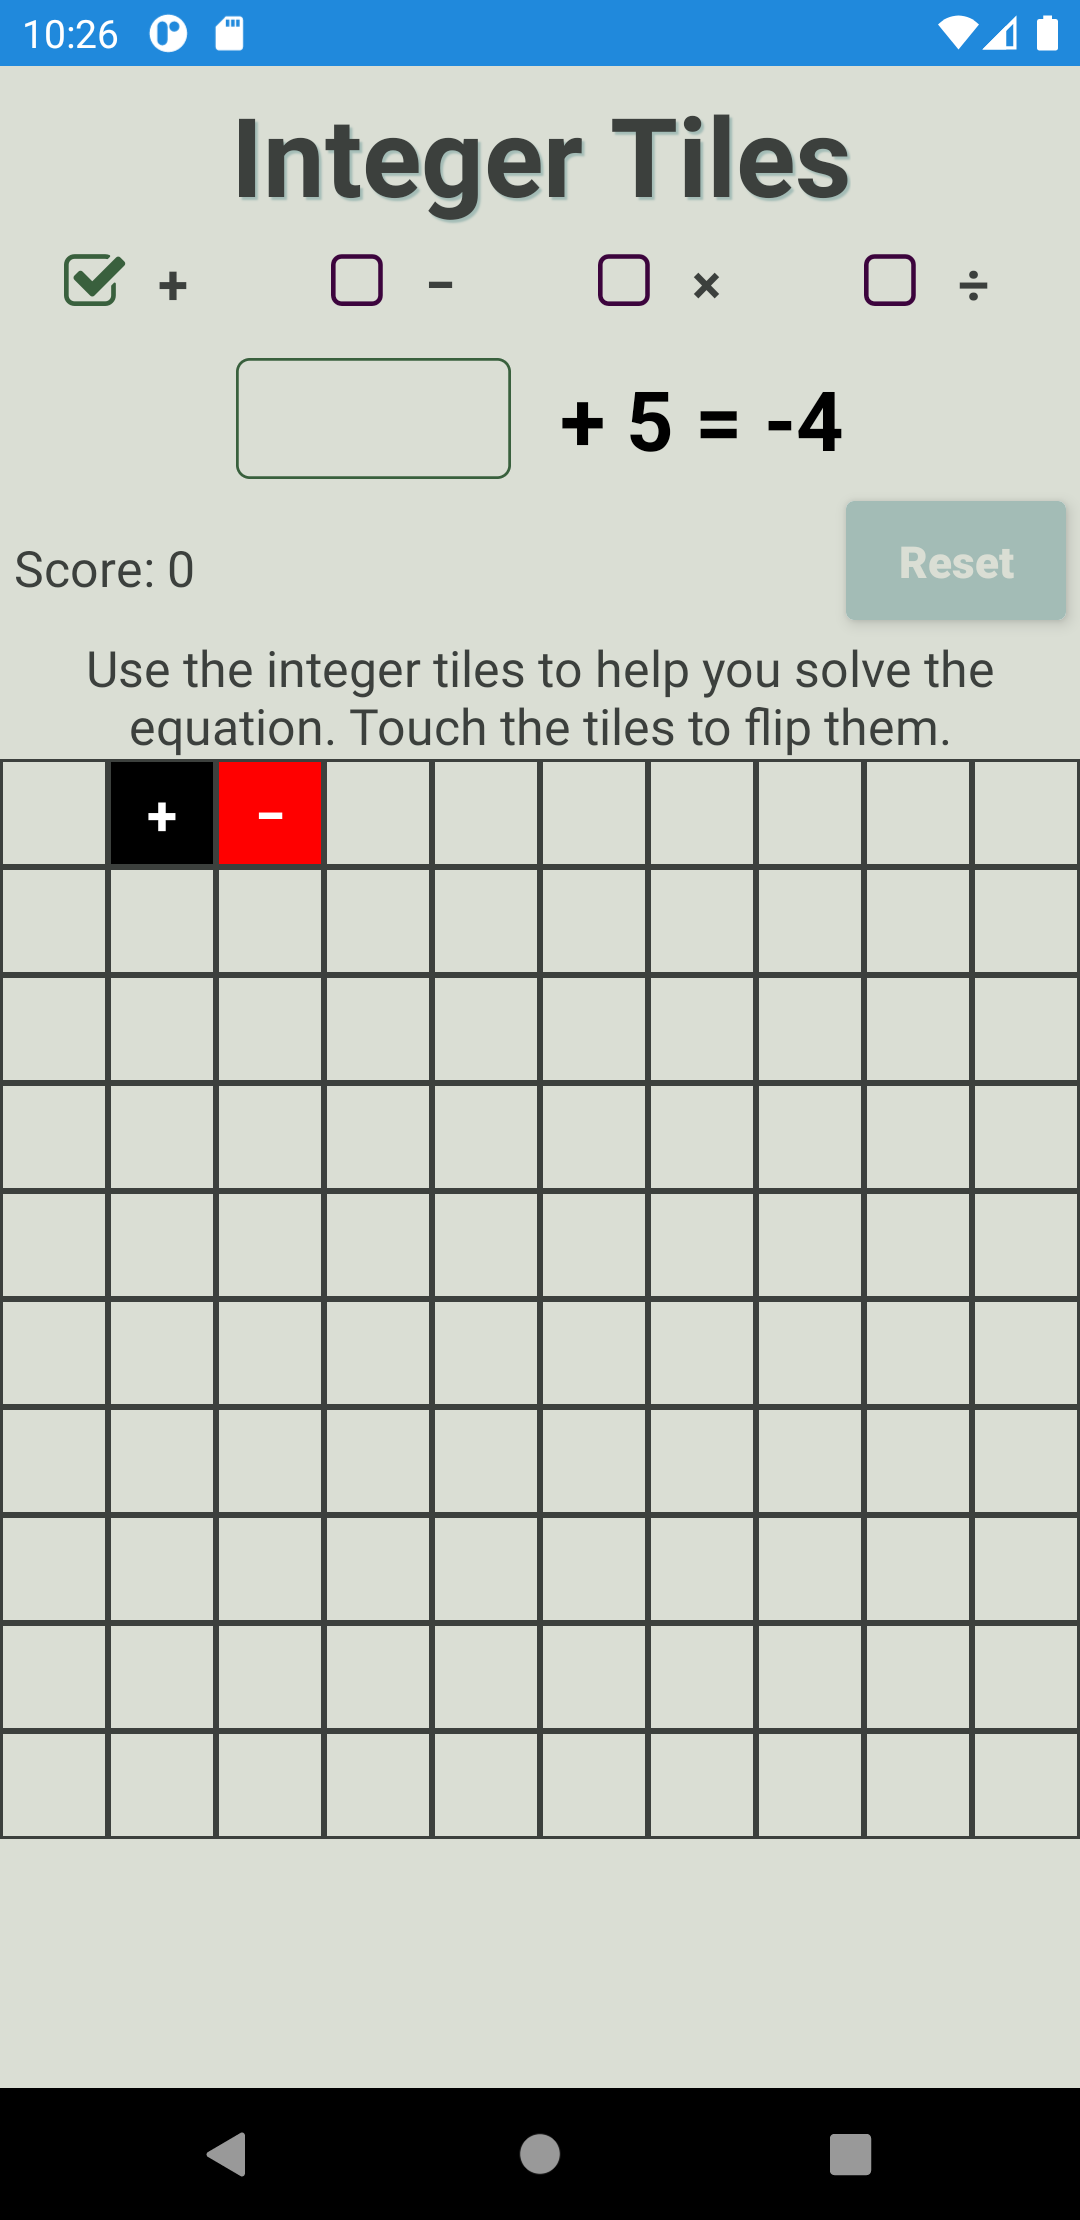 10:26
Integer Tiles
+ − × ÷
+ 5 = -4
Score: 0
Reset
Use the integer tiles to help you solve the
equation. Touch the tiles to flip them.
+ −